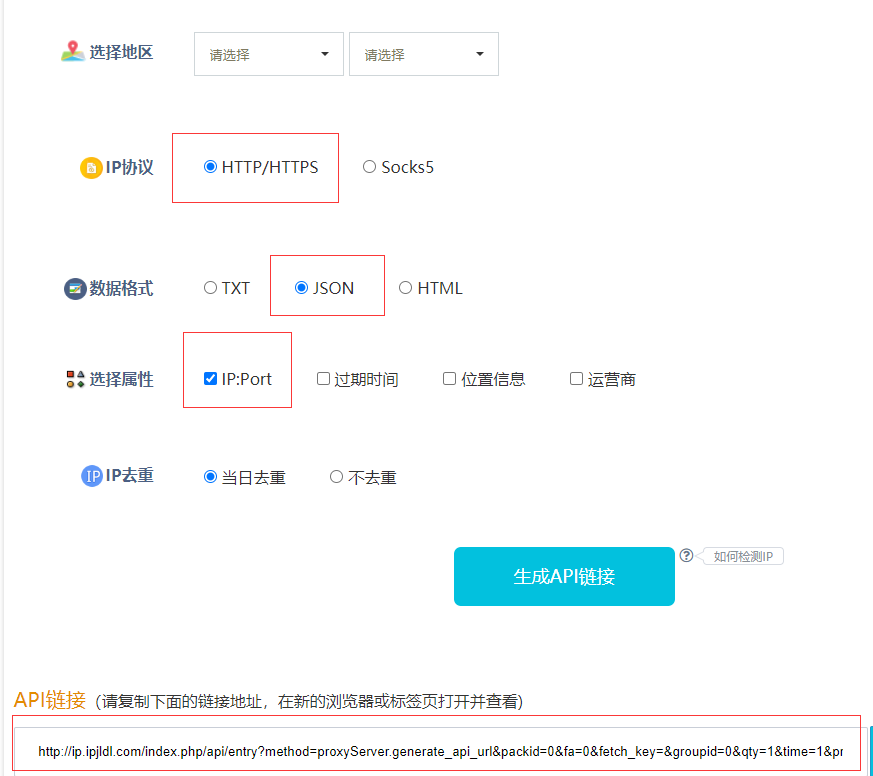 选择地区 请选择 请选择
IP协议 HTTP/HTTPS Socks5
数据格式 TXT JSON HTML
选择属性 IP:Port 过期时间 位置信息 运营商
IP IP去重 当日去重 不去重
生成API链接 ? 如何检测IP
API链接 (请复制下面的链接地址，在新的浏览器或标签页打开并查看)
http://ip.ipjldl.com/index.php/api/entry?method=proxyServer.generate_api_url&packid=0&fa=0&fetch_key=&groupid=0&qty=1&time=1&pr